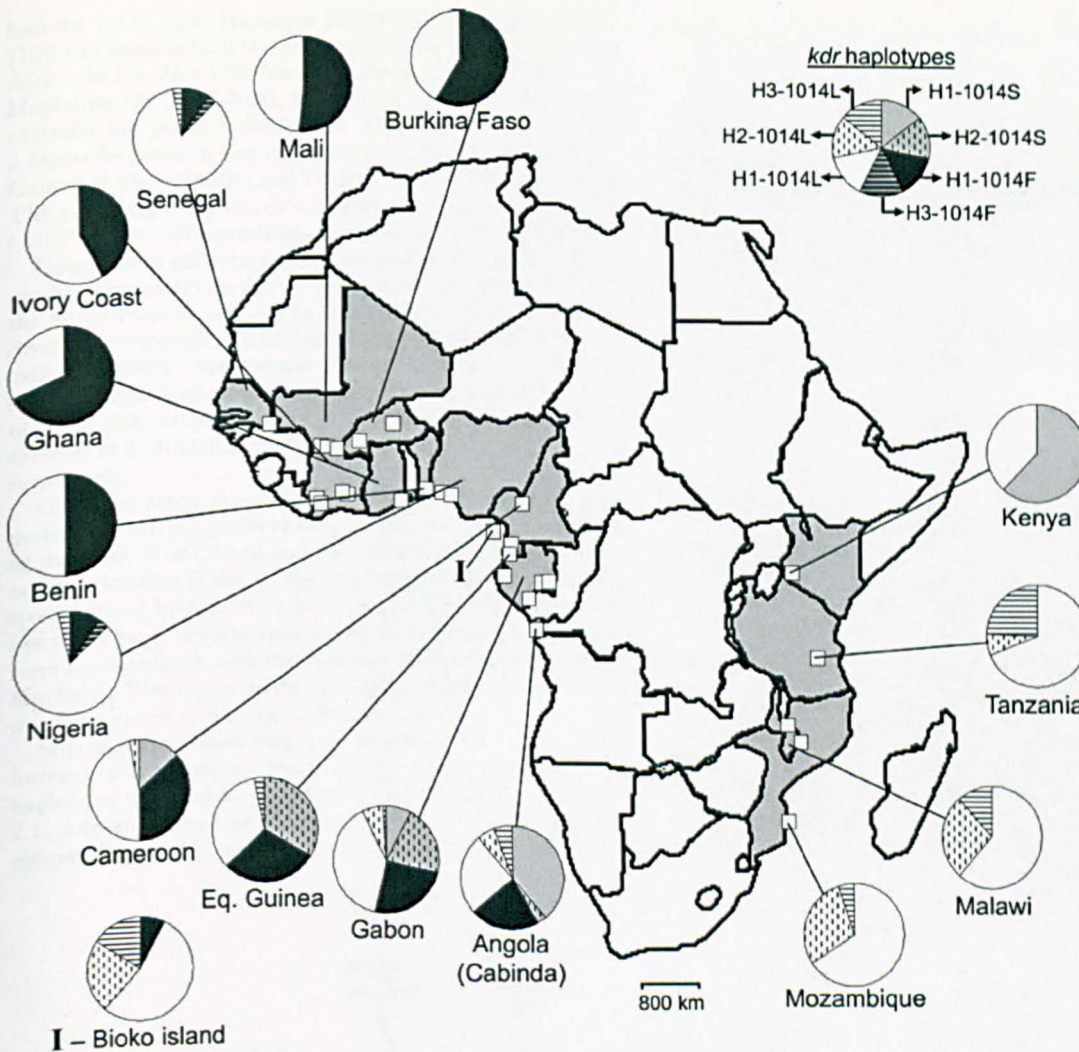 kdr haplotypes
H3-1014L
H1-1014S
H2-1014L
H2-1014S
H1-1014L
H1-1014F
H3-1014F
Burkina Faso
Mali
Senegal
Ivory Coast
Ghana
Benin
Nigeria
Cameroon
Eq. Guinea
Gabon
Angola
(Cabinda)
I
Kenya
Tanzania
Malawi
Mozambique
800 km
I – Bioko island